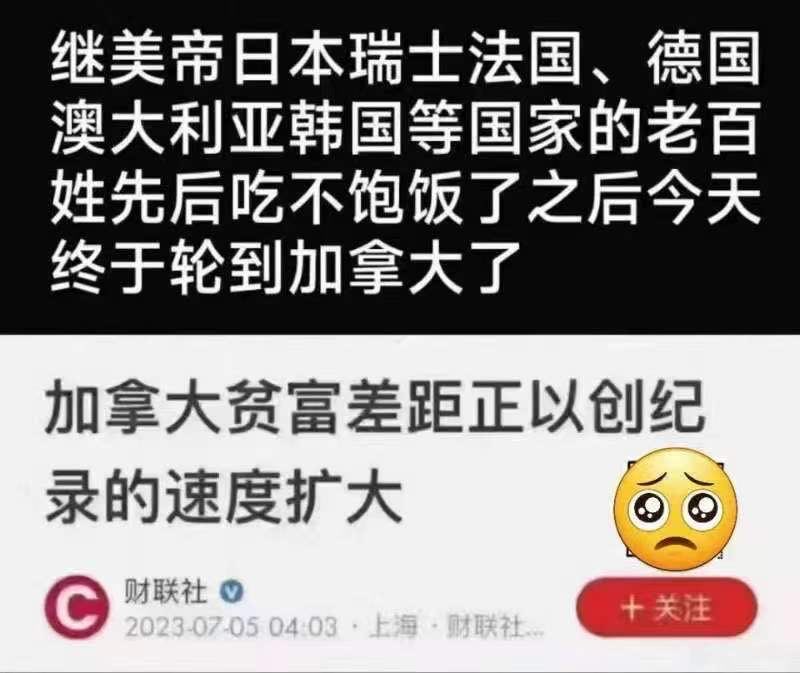 继美帝日本瑞士法国、德国
澳大利亚韩国等国家的老百
姓先后吃不饱饭了之后今天
终于轮到加拿大了
加拿大贫富差距正以创纪
录的速度扩大
财联社
2023-07-05 04:03 · 上海 · 财联社...
+ 关注